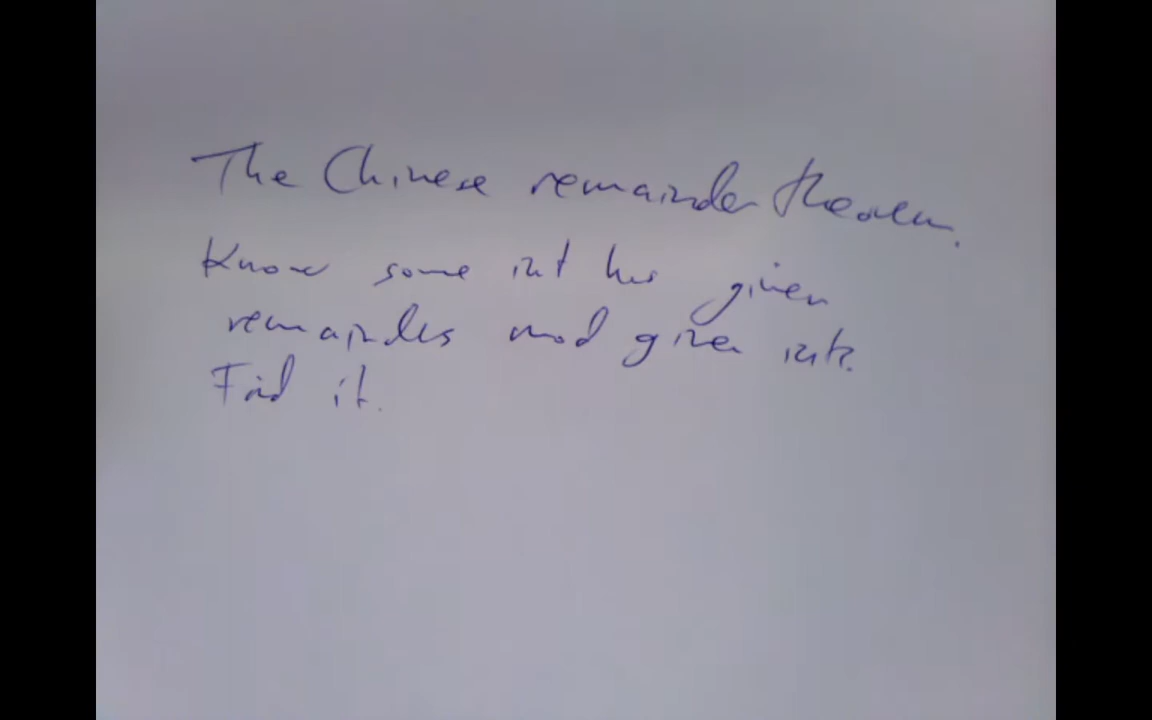 The Chinese remainder theorem.
Know some int has given
remainders mod given ints.
Find it.